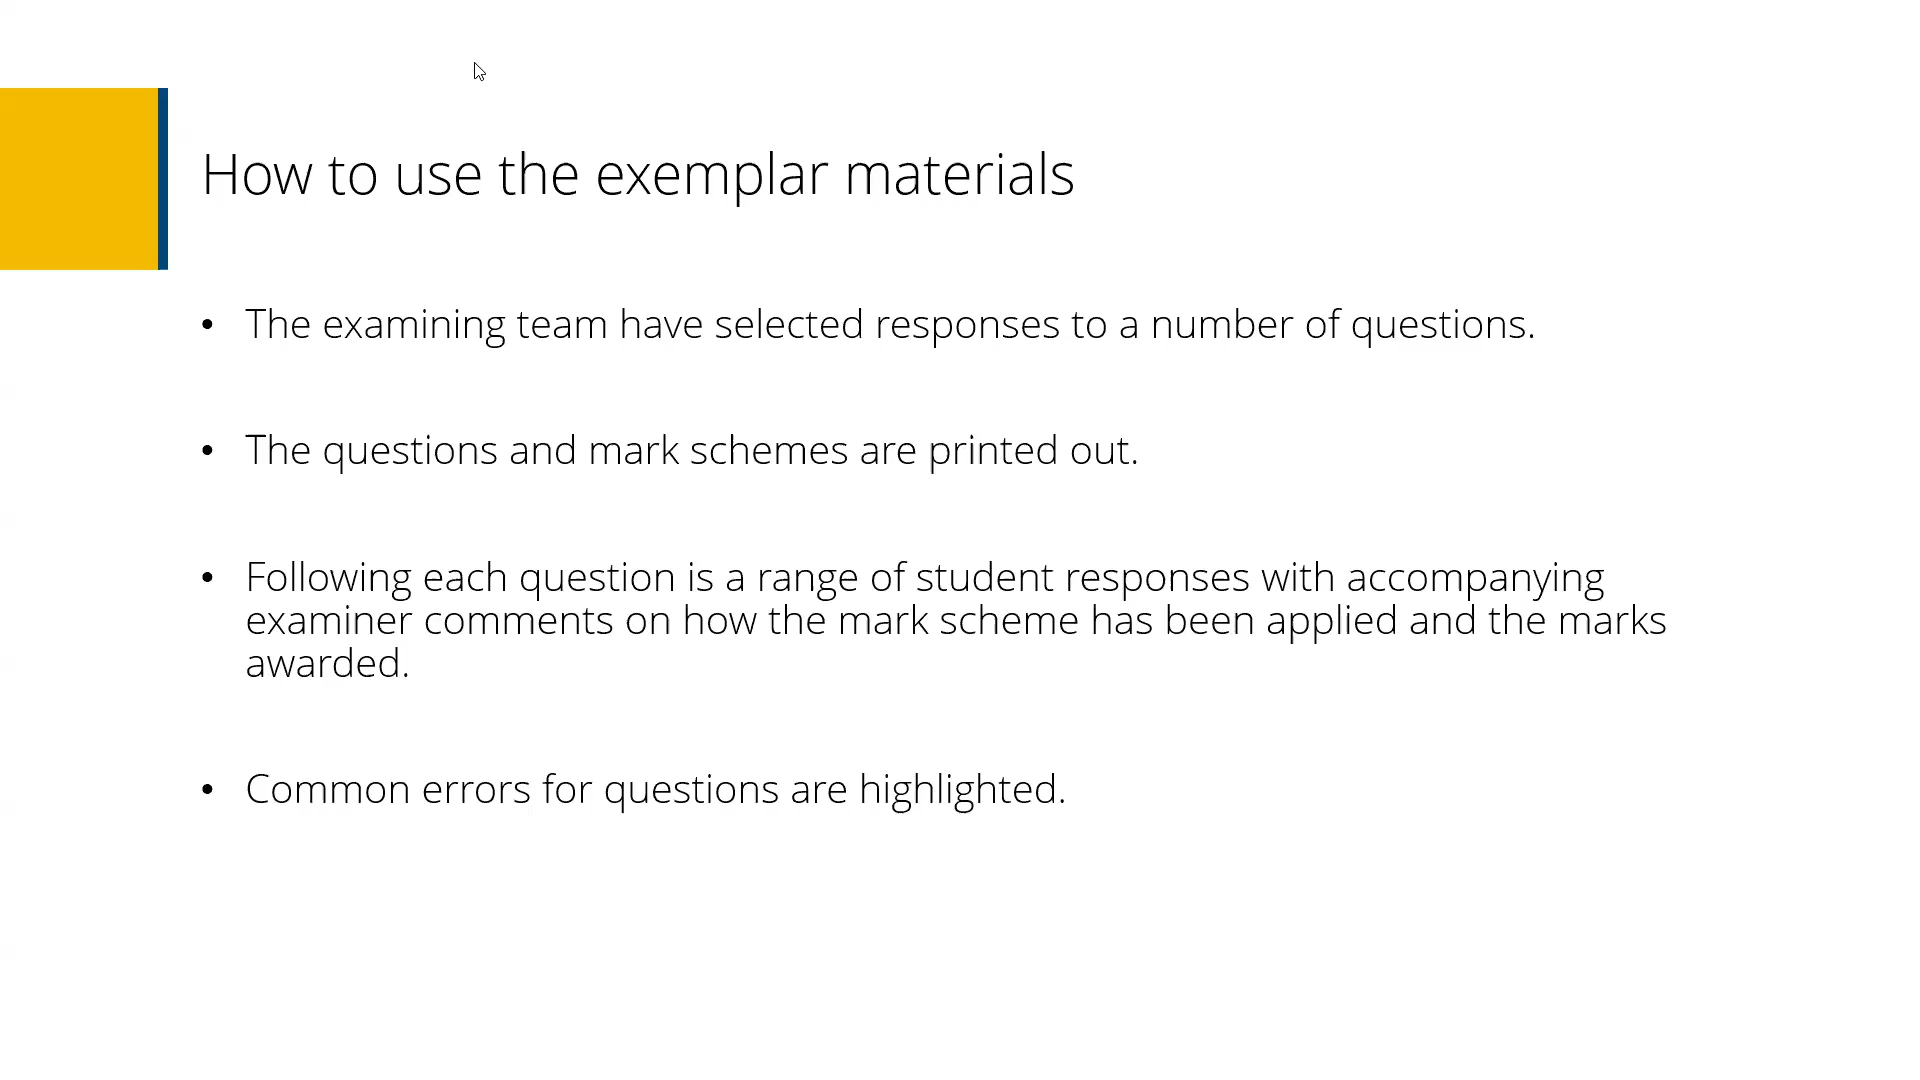 How to use the exemplar materials
• The examining team have selected responses to a number of questions.
• The questions and mark schemes are printed out.
• Following each question is a range of student responses with accompanying
examiner comments on how the mark scheme has been applied and the marks
awarded.
• Common errors for questions are highlighted.